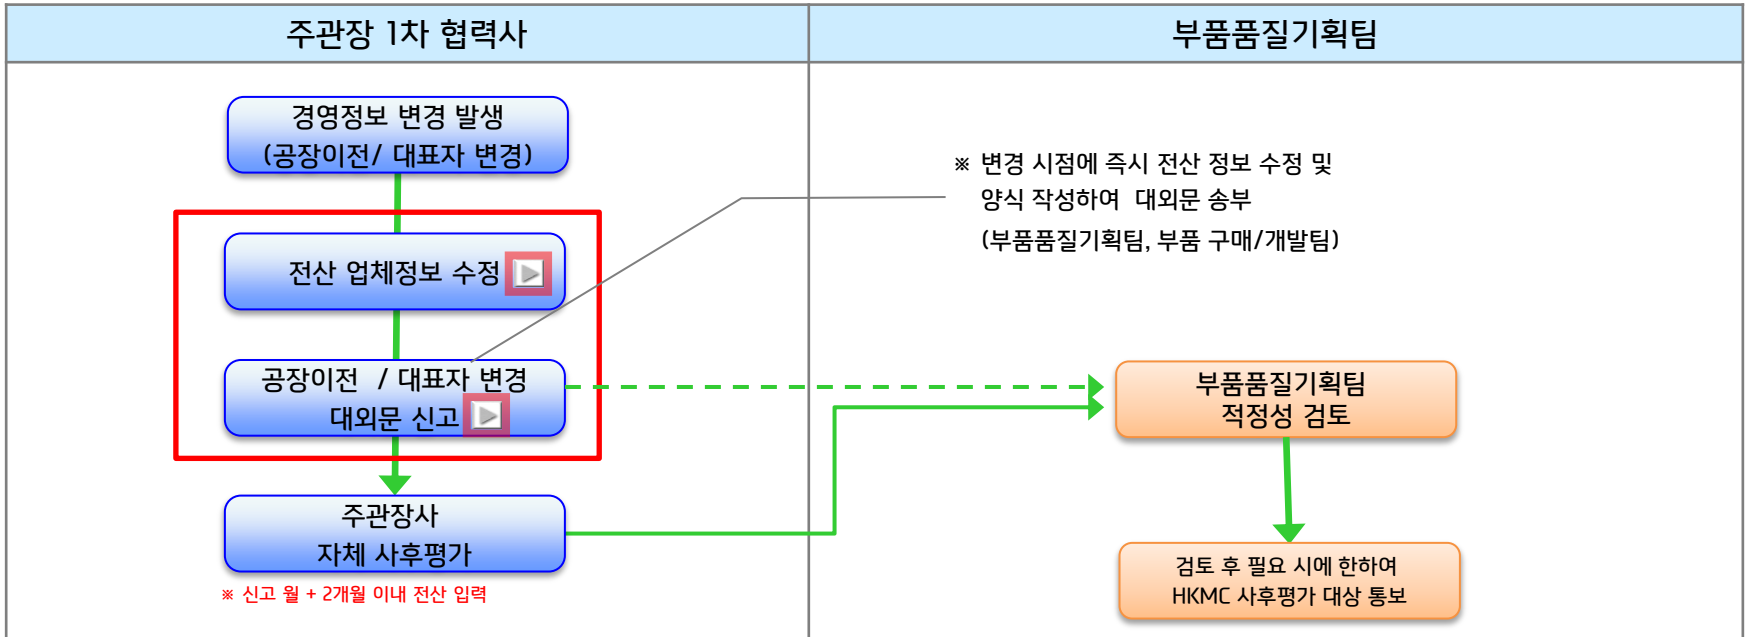 주관장 1차 협력사
부품품질기획팀
경영정보 변경 발생
(공장이전/ 대표자 변경)
※ 변경 시점에 즉시 전산 정보 수정 및
양식 작성하여 대외문 송부
(부품품질기획팀, 부품 구매/개발팀)
전산 업체정보 수정
공장이전 / 대표자 변경
대외문 신고
부품품질기획팀
적정성 검토
주관장사
자체 사후평가
※ 신고 월 + 2개월 이내 전산 입력
검토 후 필요 시에 한하여
HKMC 사후평가 대상 통보